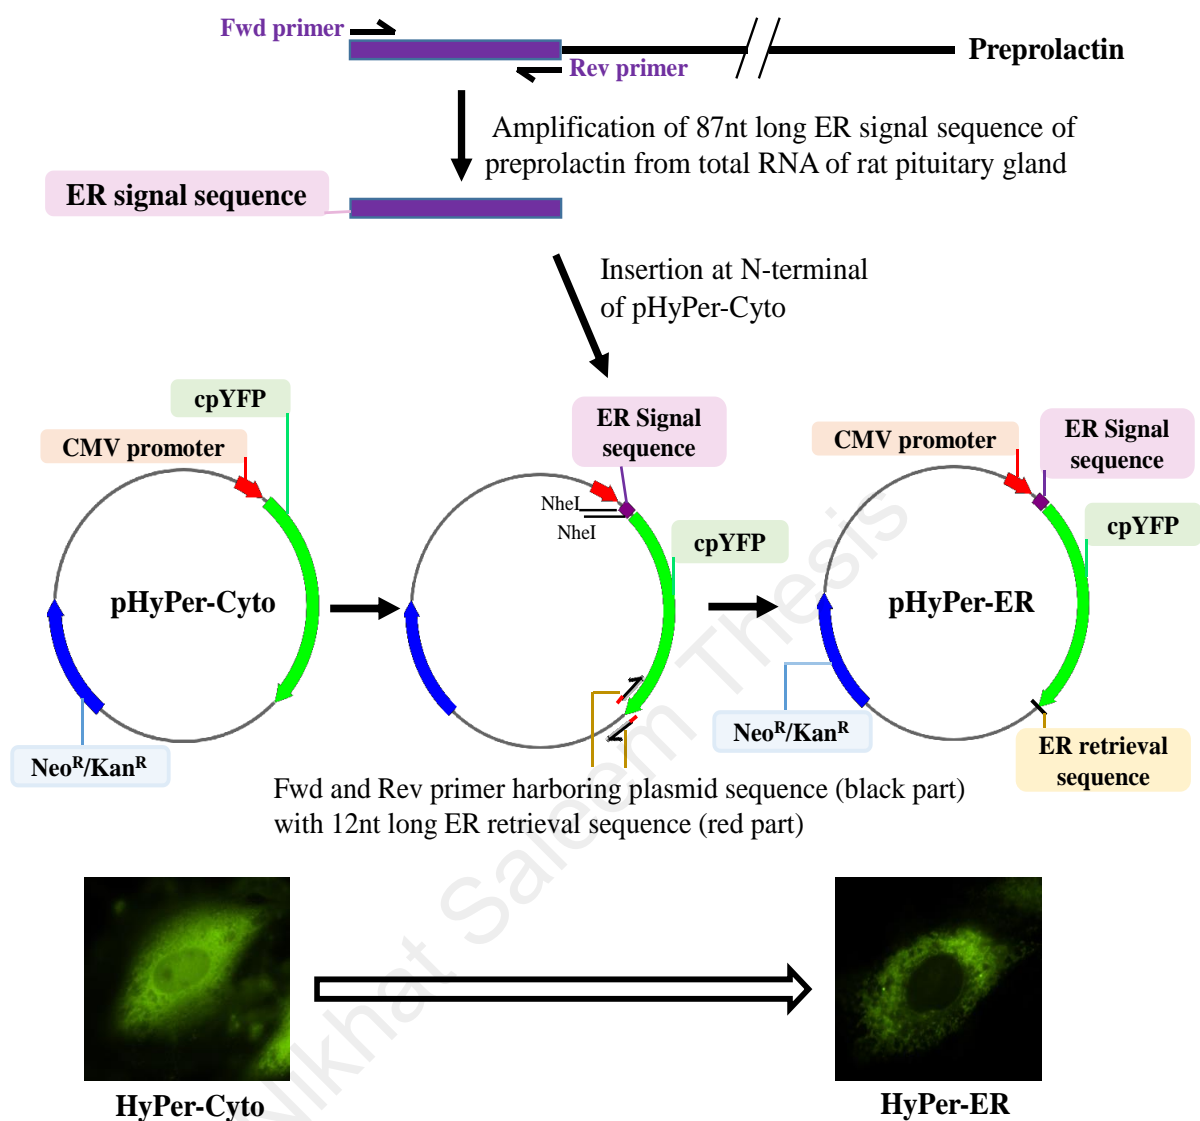 Fwd primer
Rev primer
Preprolactin
Amplification of 87nt long ER signal sequence of
preprolactin from total RNA of rat pituitary gland
ER signal sequence
Insertion at N-terminal
of pHyPer-Cyto
cpYFP
CMV promoter
pHyPer-Cyto
Neoᴿ/Kanᴿ
ER Signal
sequence
NheI
NheI
cpYFP
CMV promoter
ER Signal
sequence
cpYFP
pHyPer-ER
Neoᴿ/Kanᴿ
ER retrieval
sequence
Fwd and Rev primer harboring plasmid sequence (black part)
with 12nt long ER retrieval sequence (red part)
HyPer-Cyto
HyPer-ER
Nikhat Saleem Thesis